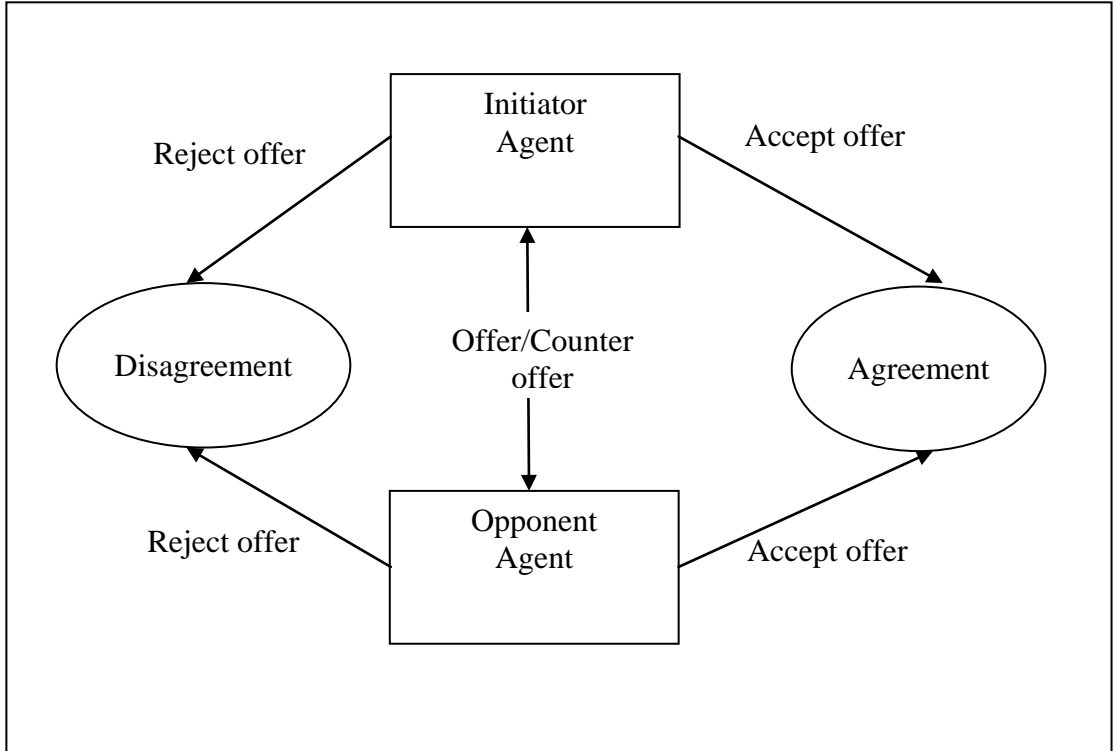 Initiator
Agent
Reject offer
Accept offer
Offer/Counter
offer
Disagreement
Agreement
Opponent
Agent
Reject offer
Accept offer